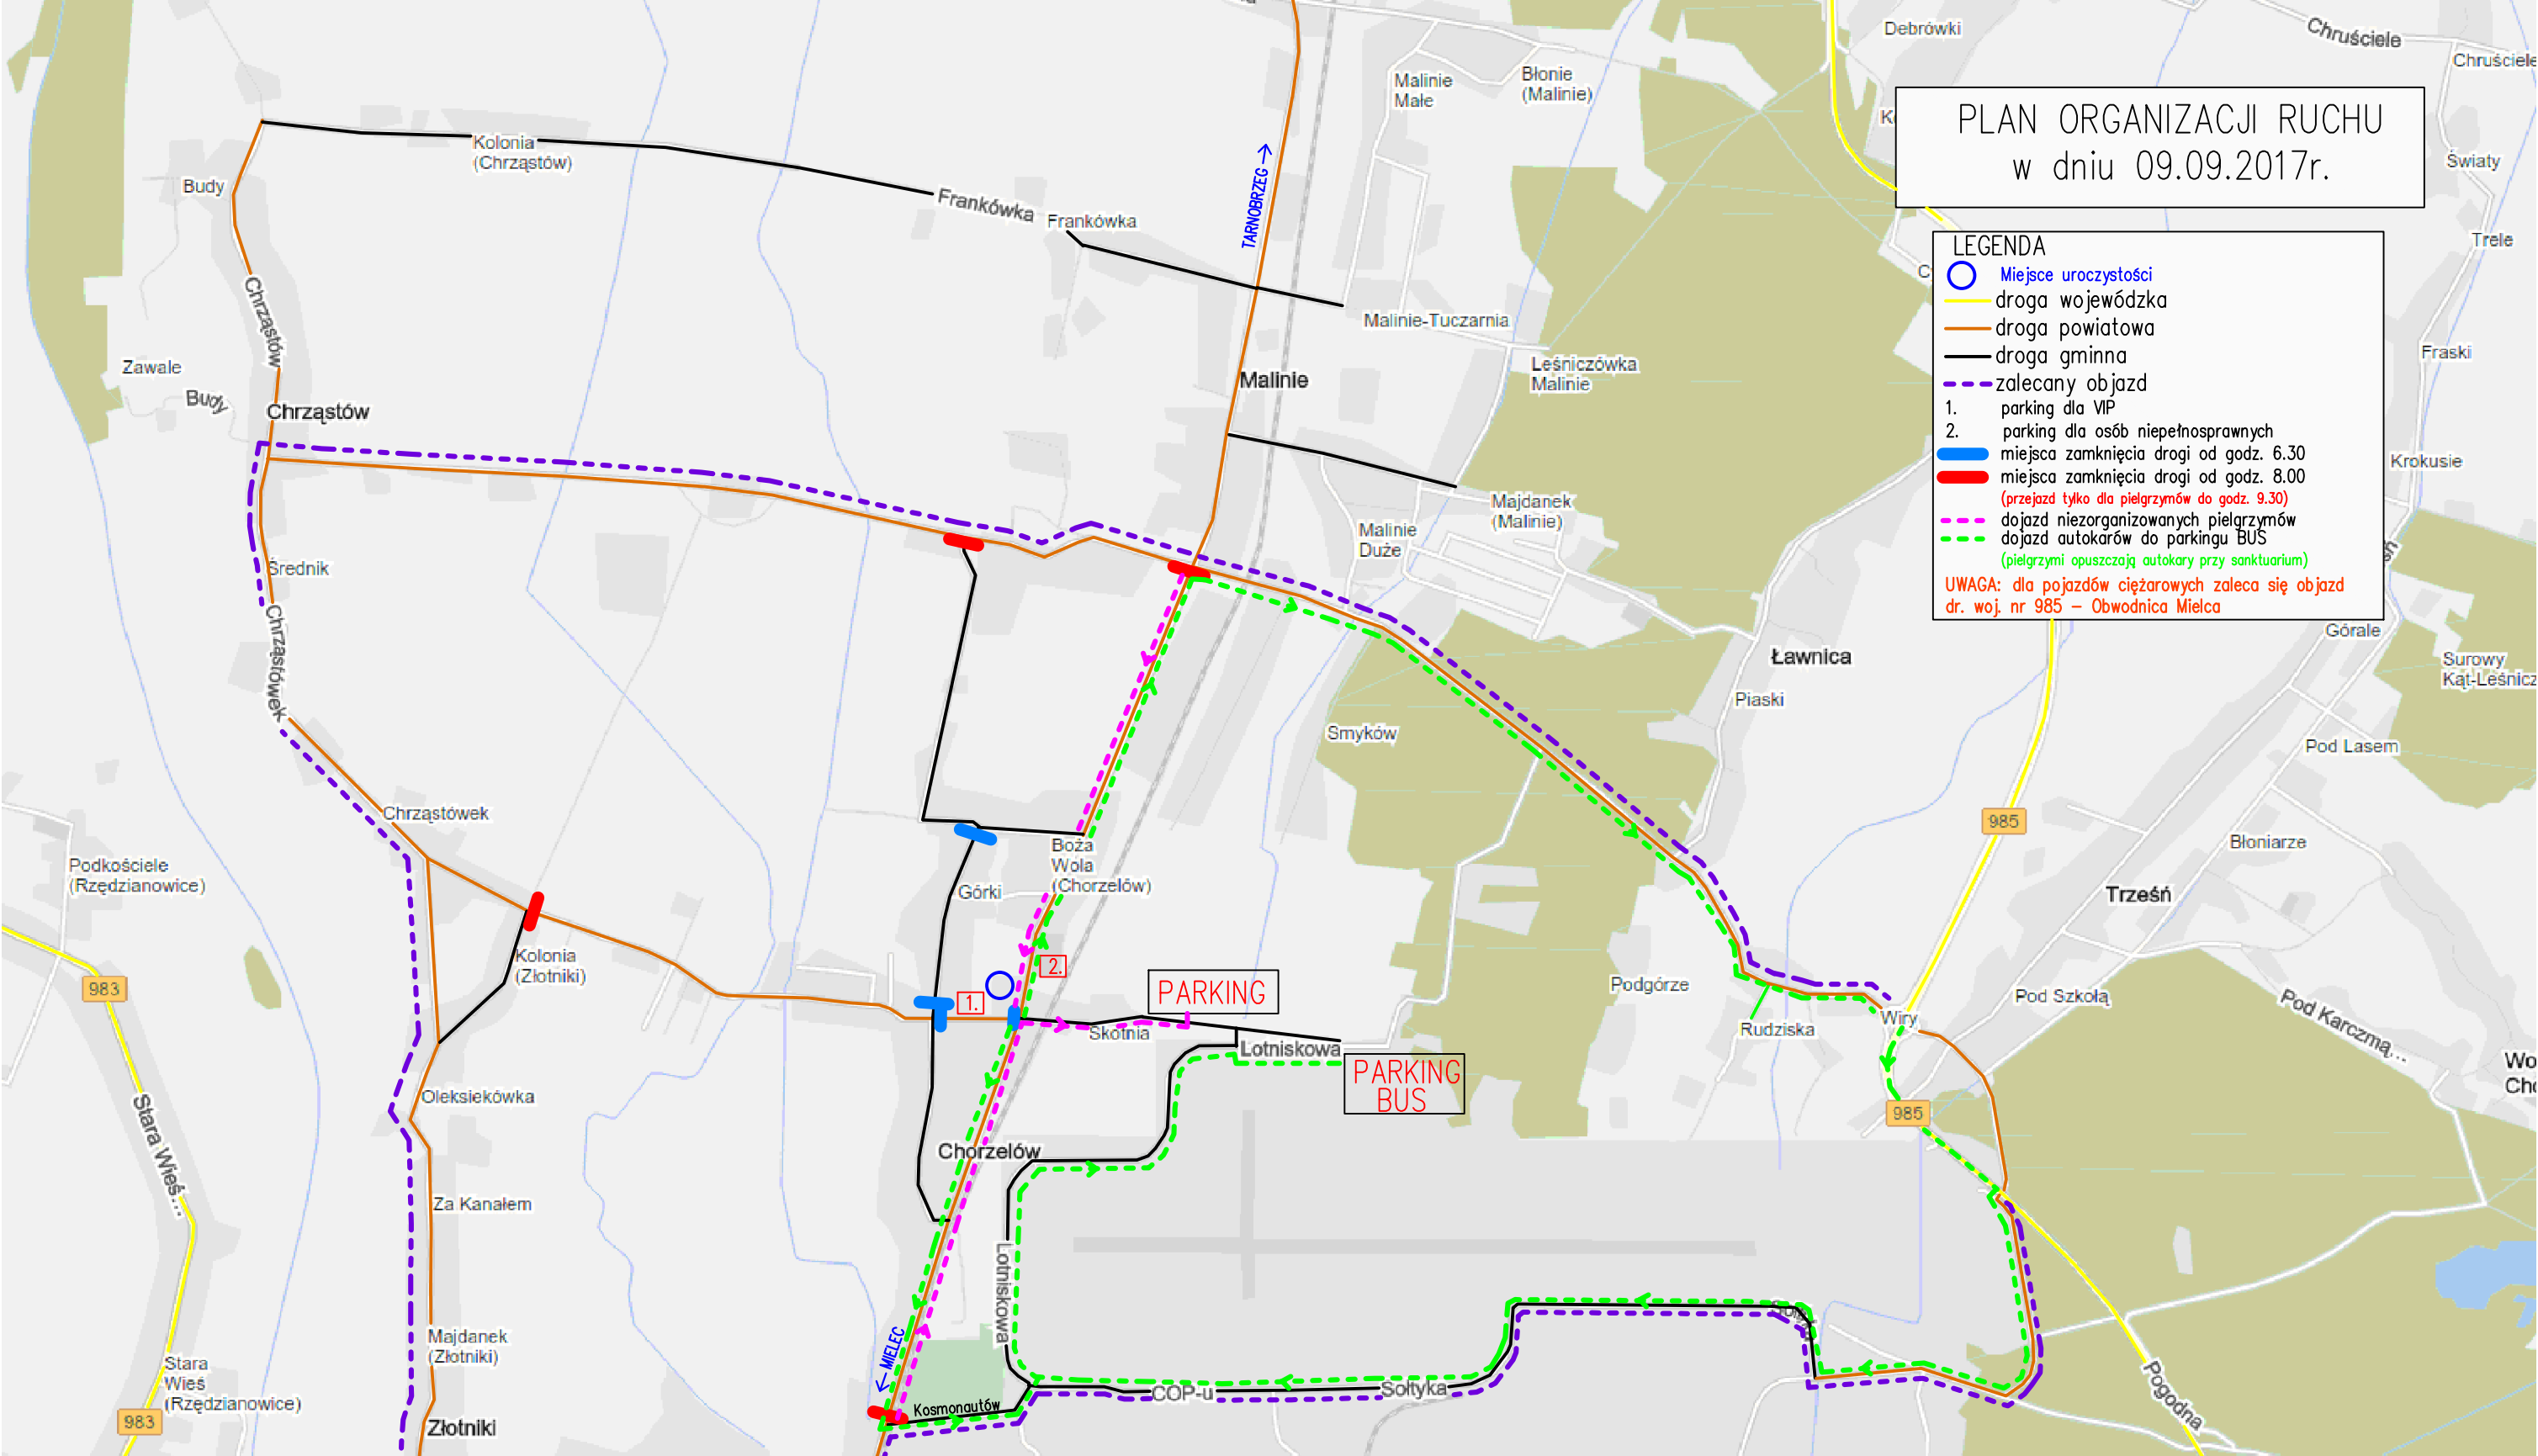 PLAN ORGANIZACJI RUCHU
w dniu 09.09.2017r.
LEGENDA
Miejsce uroczystości
droga wojewódzka
droga powiatowa
droga gminna
zalecany objazd
1. parking dla VIP
2. parking dla osób niepełnosprawnych
miejsca zamknięcia drogi od godz. 6.30
miejsca zamknięcia drogi od godz. 8.00
(przejazd tylko dla pielgrzymów do godz. 9.30)
dojazd niezorganizowanych pielgrzymów
dojazd autokarów do parkingu BUS
(pielgrzymi opuszczają autokary przy sanktuarium)
UWAGA: dla pojazdów ciężarowych zaleca się objazd
dr. woj. nr 985 – Obwodnica Mielca
Debrówki
Chruściele
Chruściele
Malinie
Małe
Błonie
(Malinie)
Kolonia
(Chrząstów)
Światy
Budy
Frankówka
Frankówka
TARNOBRZEG →
Trele
Chrząstów
Malinie-Tuczarnia
Zawale
Leśniczówka
Malinie
Fraski
Malinie
Budy
Chrząstów
Krokusie
Majdanek
(Malinie)
Malinie
Duże
Średnik
Chrząstówek
Górale
Ławnica
Surowy
Kąt-Leśnicz
Piaski
Smyków
Pod Lasem
Chrząstówek
985
Błoniarze
Boża
Wola
(Chorzelów)
Podkościele
(Rzędzianowice)
Górki
Trześń
Kolonia
(Złotniki)
2.
983
1.
PARKING
Podgórze
Pod Szkołą
Pod Karczmą...
Wiry
Skotnia
Rudziska
Lotniskowa
PARKING
BUS
Wo
Cho
985
Oleksiekówka
Stara Wieś...
Chorzelów
Za Kanałem
Lotniskowa
Majdanek
(Złotniki)
← MIELEC
Stara
Wieś
(Rzędzianowice)
COP-u
Sołtyka
Pogodna
Kosmonautów
983
Złotniki